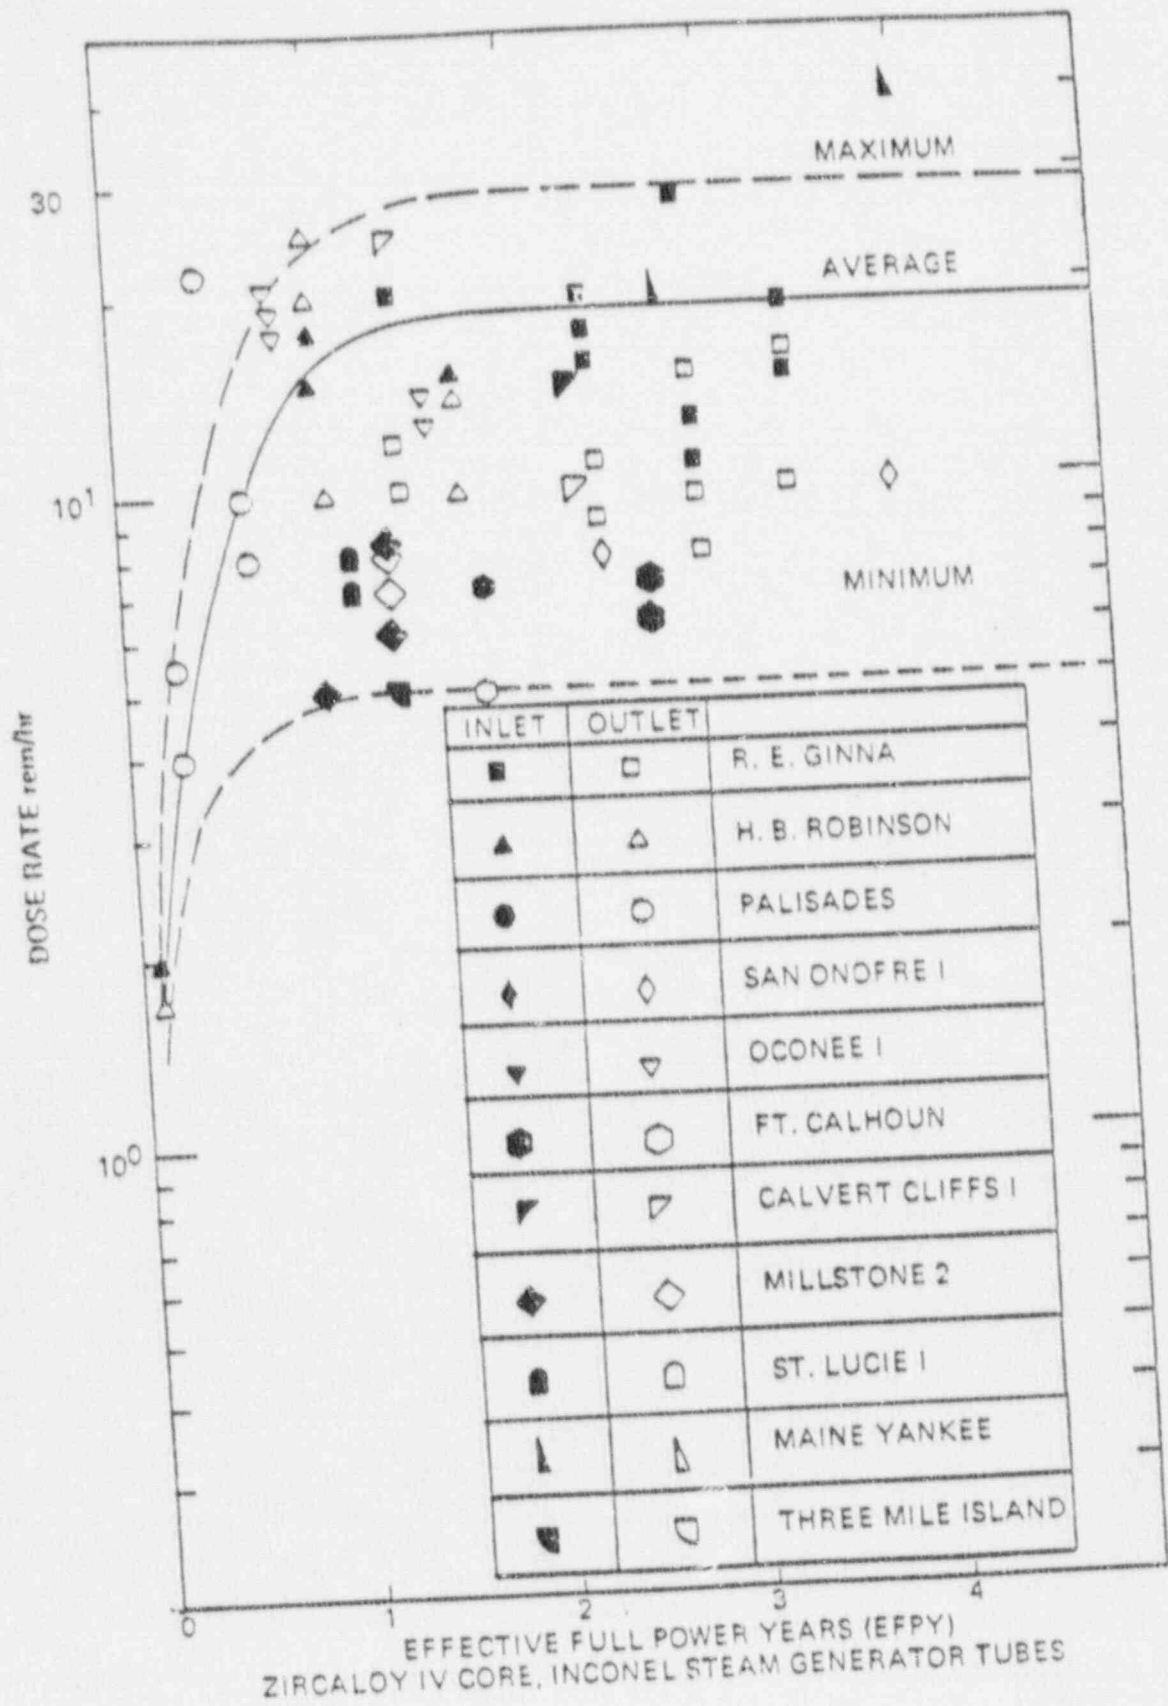 MAXIMUM
30
AVERAGE
10¹
MINIMUM
DOSE RATE rem/hr
INLET OUTLET
R. E. GINNA
H. B. ROBINSON
PALISADES
SAN ONOFRE I
OCONEE I
FT. CALHOUN
10⁰
CALVERT CLIFFS I
MILLSTONE 2
ST. LUCIE I
MAINE YANKEE
THREE MILE ISLAND
0 1 2 3 4
EFFECTIVE FULL POWER YEARS (EFPY)
ZIRCALOY IV CORE, INCONEL STEAM GENERATOR TUBES